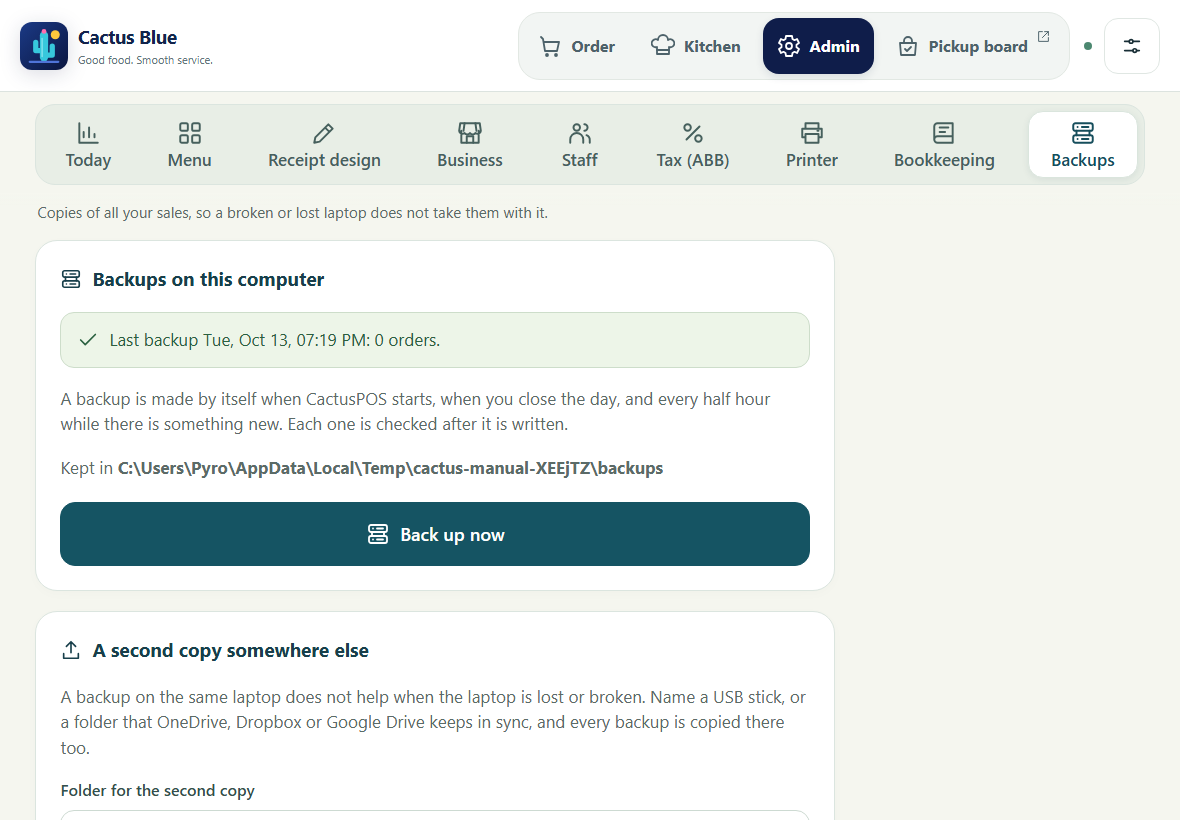 Cactus Blue
Good food. Smooth service.
Order
Kitchen
Admin
Pickup board
Today
Menu
Receipt design
Business
Staff
Tax (ABB)
Printer
Bookkeeping
Backups
Copies of all your sales, so a broken or lost laptop does not take them with it.
Backups on this computer
Last backup Tue, Oct 13, 07:19 PM: 0 orders.
A backup is made by itself when CactusPOS starts, when you close the day, and every half hour
while there is something new. Each one is checked after it is written.
Kept in C:\Users\Pyro\AppData\Local\Temp\cactus-manual-XEEjTZ\backups
Back up now
A second copy somewhere else
A backup on the same laptop does not help when the laptop is lost or broken. Name a USB stick, or
a folder that OneDrive, Dropbox or Google Drive keeps in sync, and every backup is copied there
too.
Folder for the second copy